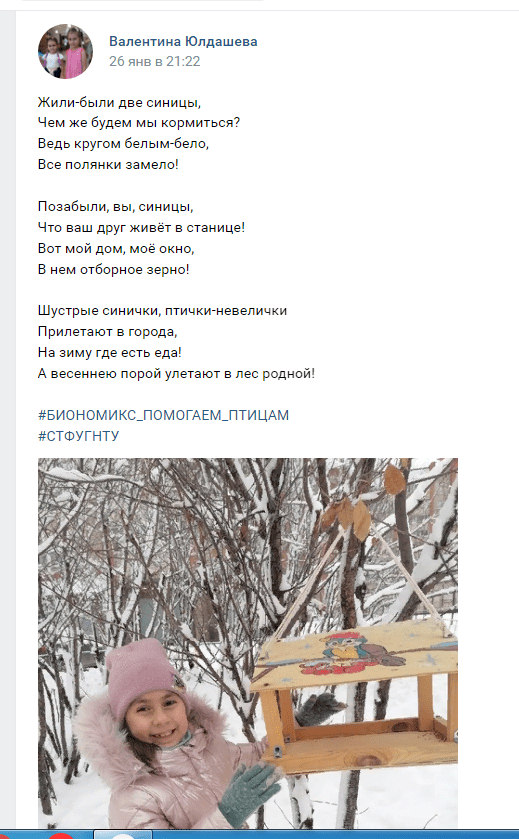 Валентина Юлдашева
26 янв в 21:22
Жили-были две синицы,
Чем же будем мы кормиться?
Ведь кругом белым-бело,
Все полянки замело!
Позабыли, вы, синицы,
Что ваш друг живёт в станице!
Вот мой дом, моё окно,
В нем отборное зерно!
Шустрые синички, птички-невелички
Прилетают в города,
На зиму где есть еда!
А весеннею порой улетают в лес родной!
#БИОНОМИКС_ПОМОГАЕМ_ПТИЦАМ
#СТФУГНТУ